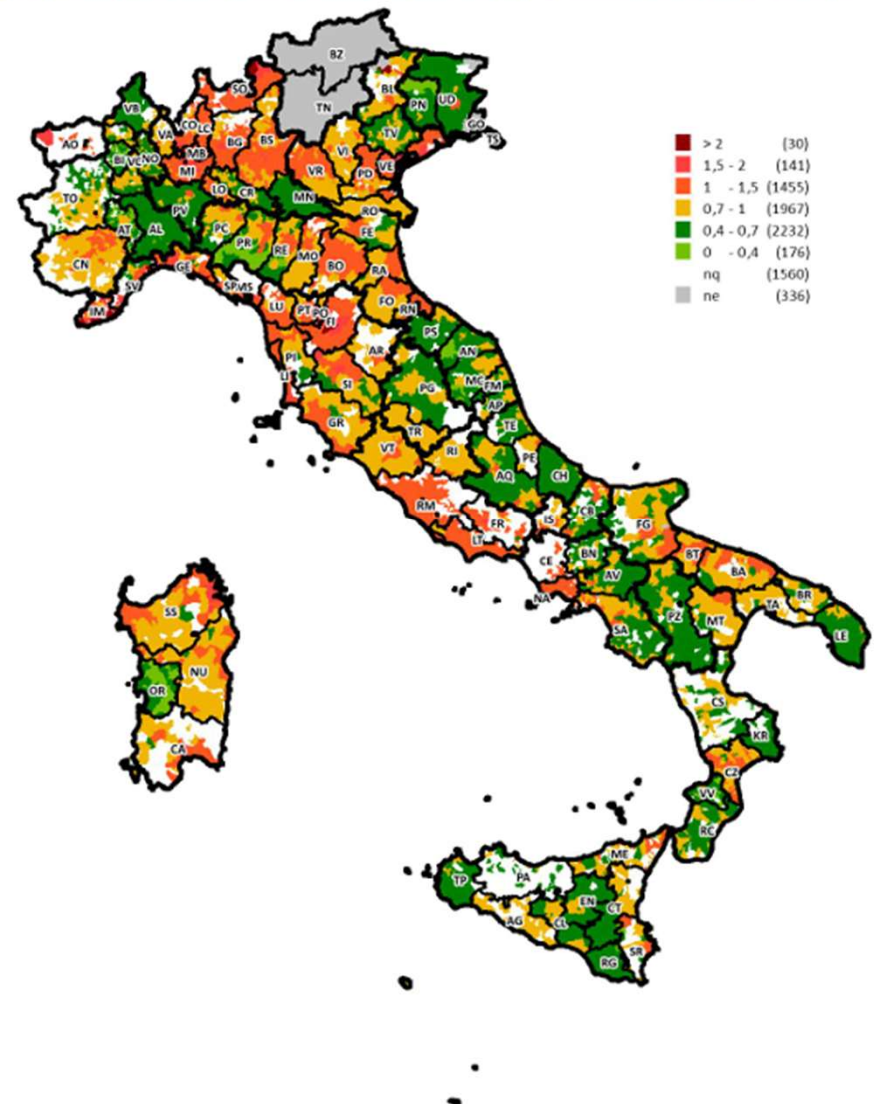 BZ
SO
TN
BL
UD
PN
VB
GO
TS
CO
LC
VA
TV
AO
BG
BS
VI
MB
BI
VC
NO
MI
VR
PD
VE
LO
CR
TO
MN
PV
RO
AT
AL
PC
FE
PR
RE
MO
CN
GE
BO
RA
SV
SP
MS
FO
IM
LU
PT
PO
FI
RN
PS
AR
AN
PI
LI
SI
MC
FM
PG
AP
GR
TR
TE
VT
RI
PE
AQ
CH
RM
CB
IS
FR
FG
LT
BN
BT
CE
BA
AV
NA
BR
TA
SS
PZ
MT
SA
LE
NU
OR
CS
KR
CA
CZ
VV
RC
ME
PA
TP
EN
CT
AG
CL
SR
RG
> 2 (30)
1,5 - 2 (141)
1 - 1,5 (1455)
0,7 - 1 (1967)
0,4 - 0,7 (2232)
0 - 0,4 (176)
nq (1560)
ne (336)